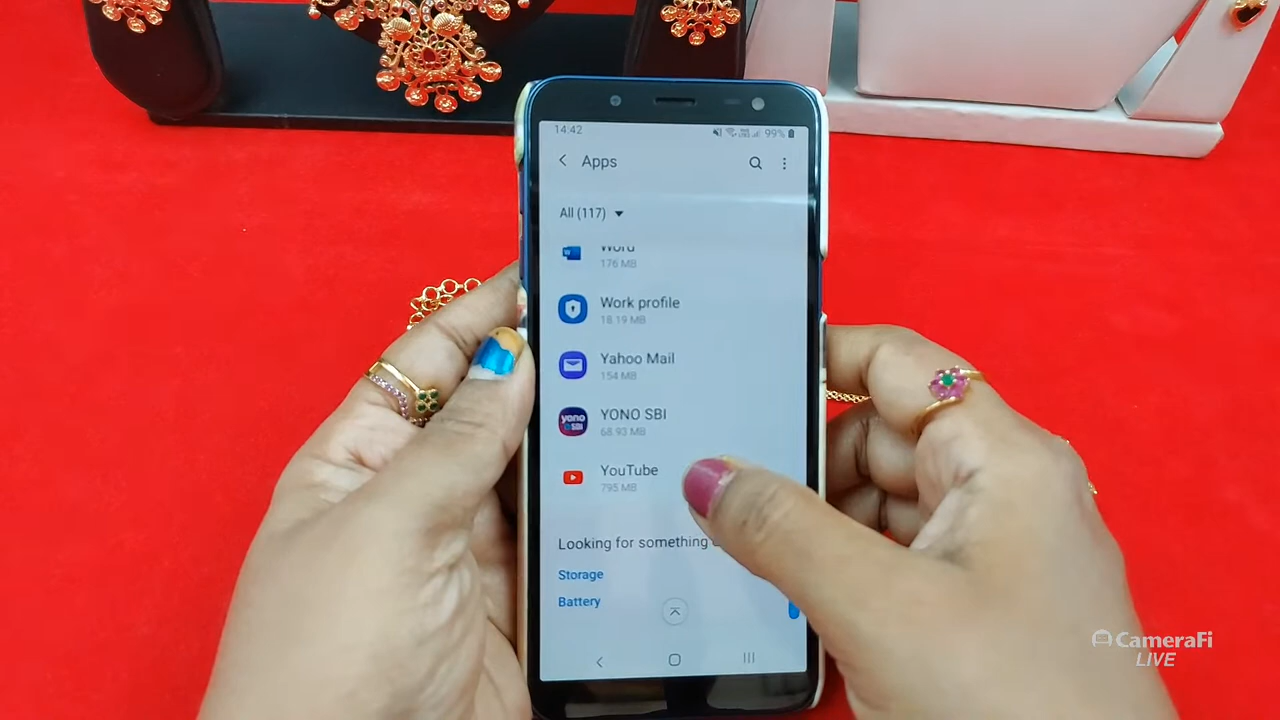 14:42
99%
Apps
All (117)
Word
176 MB
Work profile
18.19 MB
Yahoo Mail
154 MB
yono
SBI
YONO SBI
68.93 MB
YouTube
795 MB
Looking for something
Storage
Battery
CameraFi
LIVE